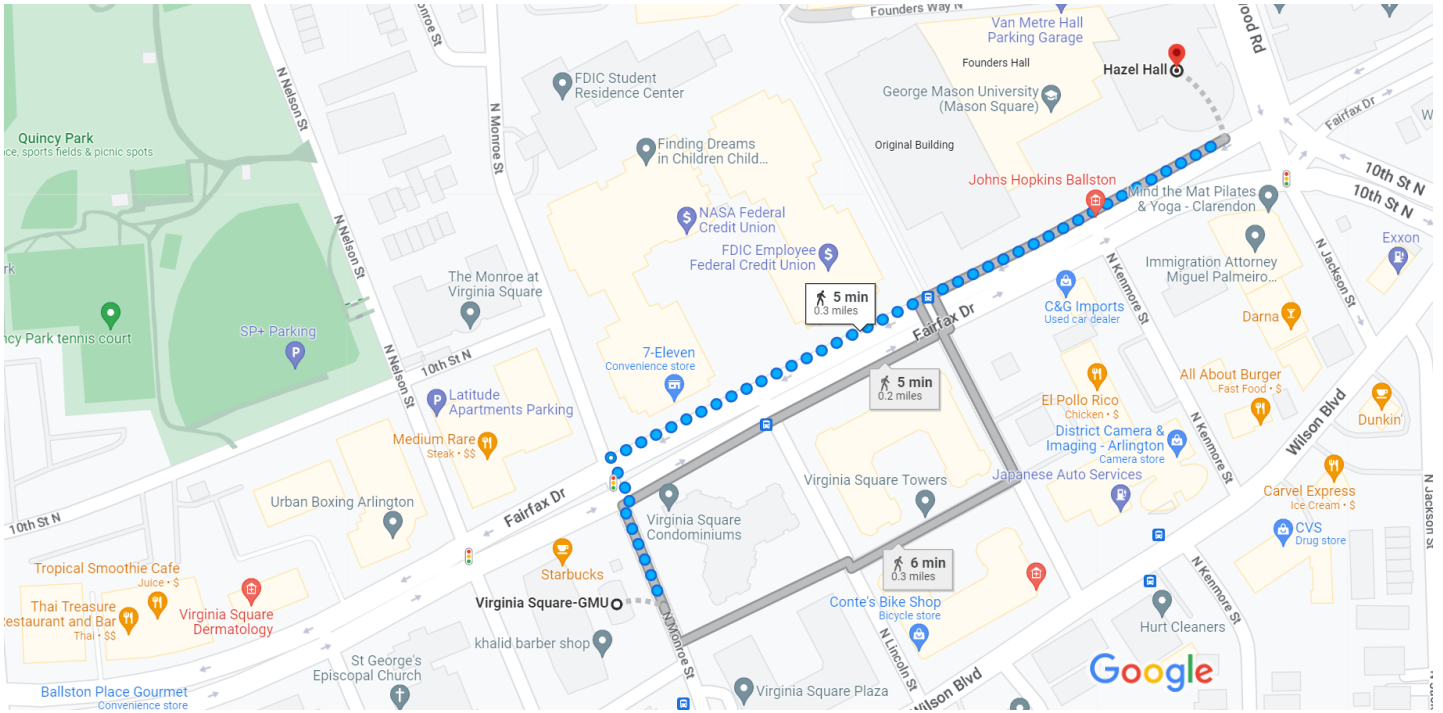 Founders Way N
Van Metre Hall
Parking Garage
wood Rd
Founders Hall
Hazel Hall
FDIC Student
Residence Center
George Mason University
(Mason Square)
Fairfax Dr
N Nelson St
N Monroe St
Quincy Park
ce, sports fields & picnic spots
Finding Dreams
in Children Child...
Original Building
10th St N
10th St N
Johns Hopkins Ballston
Mind the Mat Pilates
& Yoga - Clarendon
NASA Federal
Credit Union
N Nelson St
FDIC Employee
Federal Credit Union
Exxon
Immigration Attorney
Miguel Palmeiro...
N Jackson St
N Kenmore St
rk
The Monroe at
Virginia Square
5 min
0.3 miles
C&G Imports
Used car dealer
Darna
Fairfax Dr
SP+ Parking
ncy Park tennis court
7-Eleven
Convenience store
10th St N
5 min
0.2 miles
All About Burger
Fast Food • $
El Pollo Rico
Chicken • $
N Nelson St
Latitude
Apartments Parking
Dunkin'
Wilson Blvd
Medium Rare
Steak • $$
District Camera &
Imaging - Arlington
Camera store
N Kenmore St
Virginia Square Towers
Japanese Auto Services
Carvel Express
Ice Cream • $
N Jackson St
Urban Boxing Arlington
Fairfax Dr
10th St N
Virginia Square
Condominiums
CVS
Drug store
Tropical Smoothie Cafe
Juice • $
Starbucks
6 min
0.3 miles
Thai Treasure
Restaurant and Bar
Thai • $$
Virginia Square
Dermatology
Virginia Square-GMU
Conte's Bike Shop
Bicycle store
N Kenmore St
N Monroe St
Hurt Cleaners
khalid barber shop
N Lincoln St
St George's
Episcopal Church
Google
Ballston Place Gourmet
Convenience store
Virginia Square Plaza
Wilson Blvd